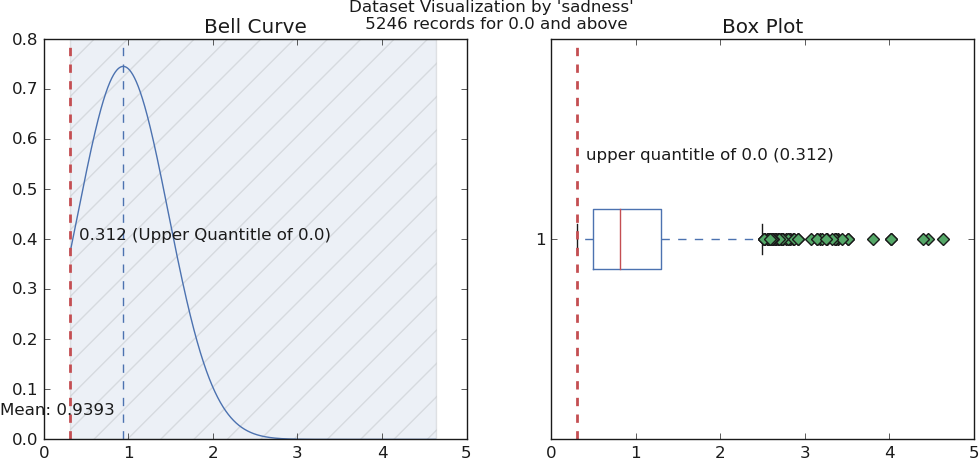 Dataset Visualization by 'sadness'
5246 records for 0.0 and above
Bell Curve
0.8
0.7
0.6
0.5
0.4
0.3
0.2
0.1
0.0
0.312 (Upper Quantitle of 0.0)
Mean: 0.9393
0 1 2 3 4 5
Box Plot
upper quantitle of 0.0 (0.312)
1
0 1 2 3 4 5